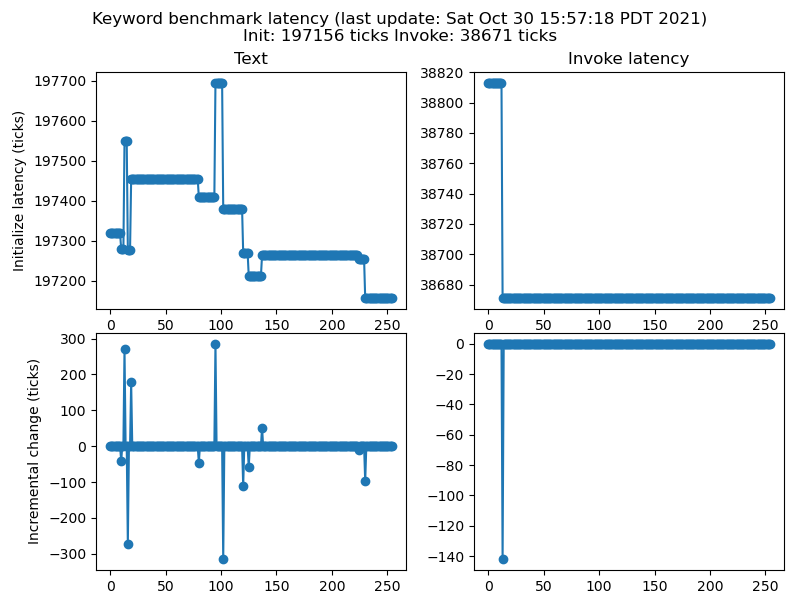 Keyword benchmark latency (last update: Sat Oct 30 15:57:18 PDT 2021)
Init: 197156 ticks Invoke: 38671 ticks
Text
Invoke latency
Initialize latency (ticks)
197700
197600
197500
197400
197300
197200
0 50 100 150 200 250
38820
38800
38780
38760
38740
38720
38700
38680
0 50 100 150 200 250
Incremental change (ticks)
300
200
100
0
−100
−200
−300
0 50 100 150 200 250
0
−20
−40
−60
−80
−100
−120
−140
0 50 100 150 200 250